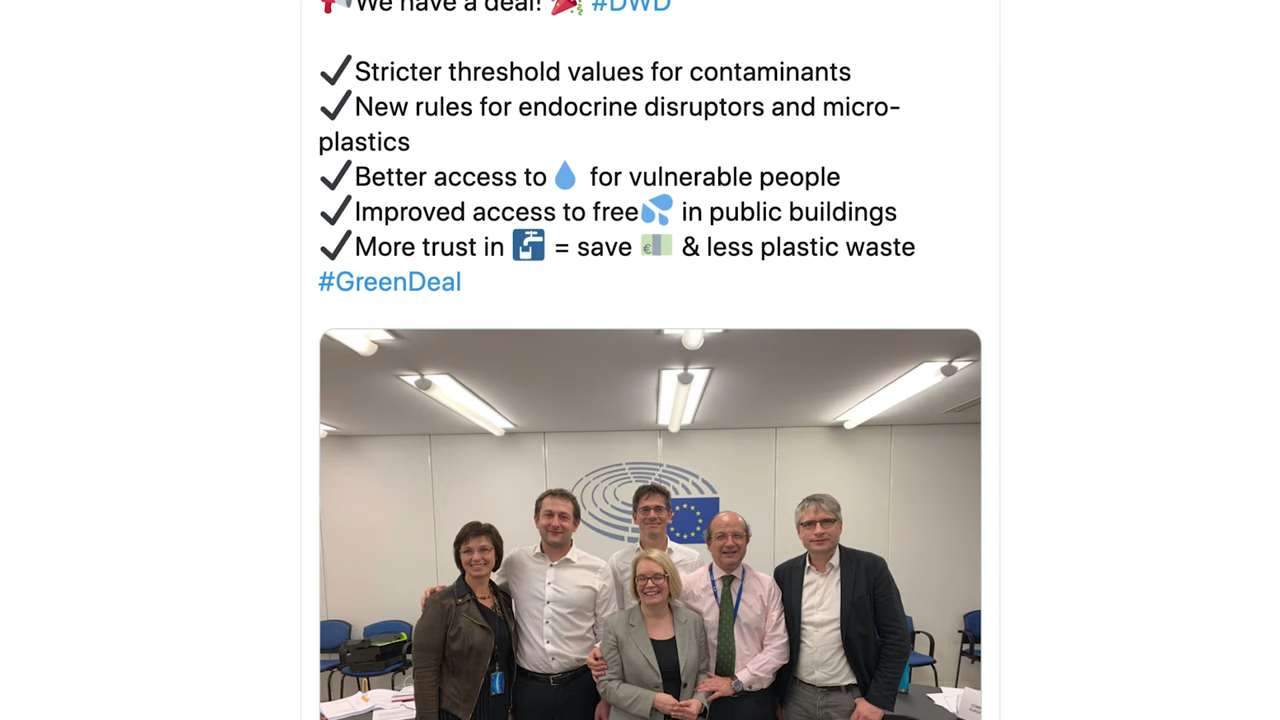 We have a deal! #DWD
✔Stricter threshold values for contaminants
✔New rules for endocrine disruptors and micro-
plastics
✔Better access to 💧 for vulnerable people
✔Improved access to free💦 in public buildings
✔More trust in 🚰 = save 💶 & less plastic waste
#GreenDeal